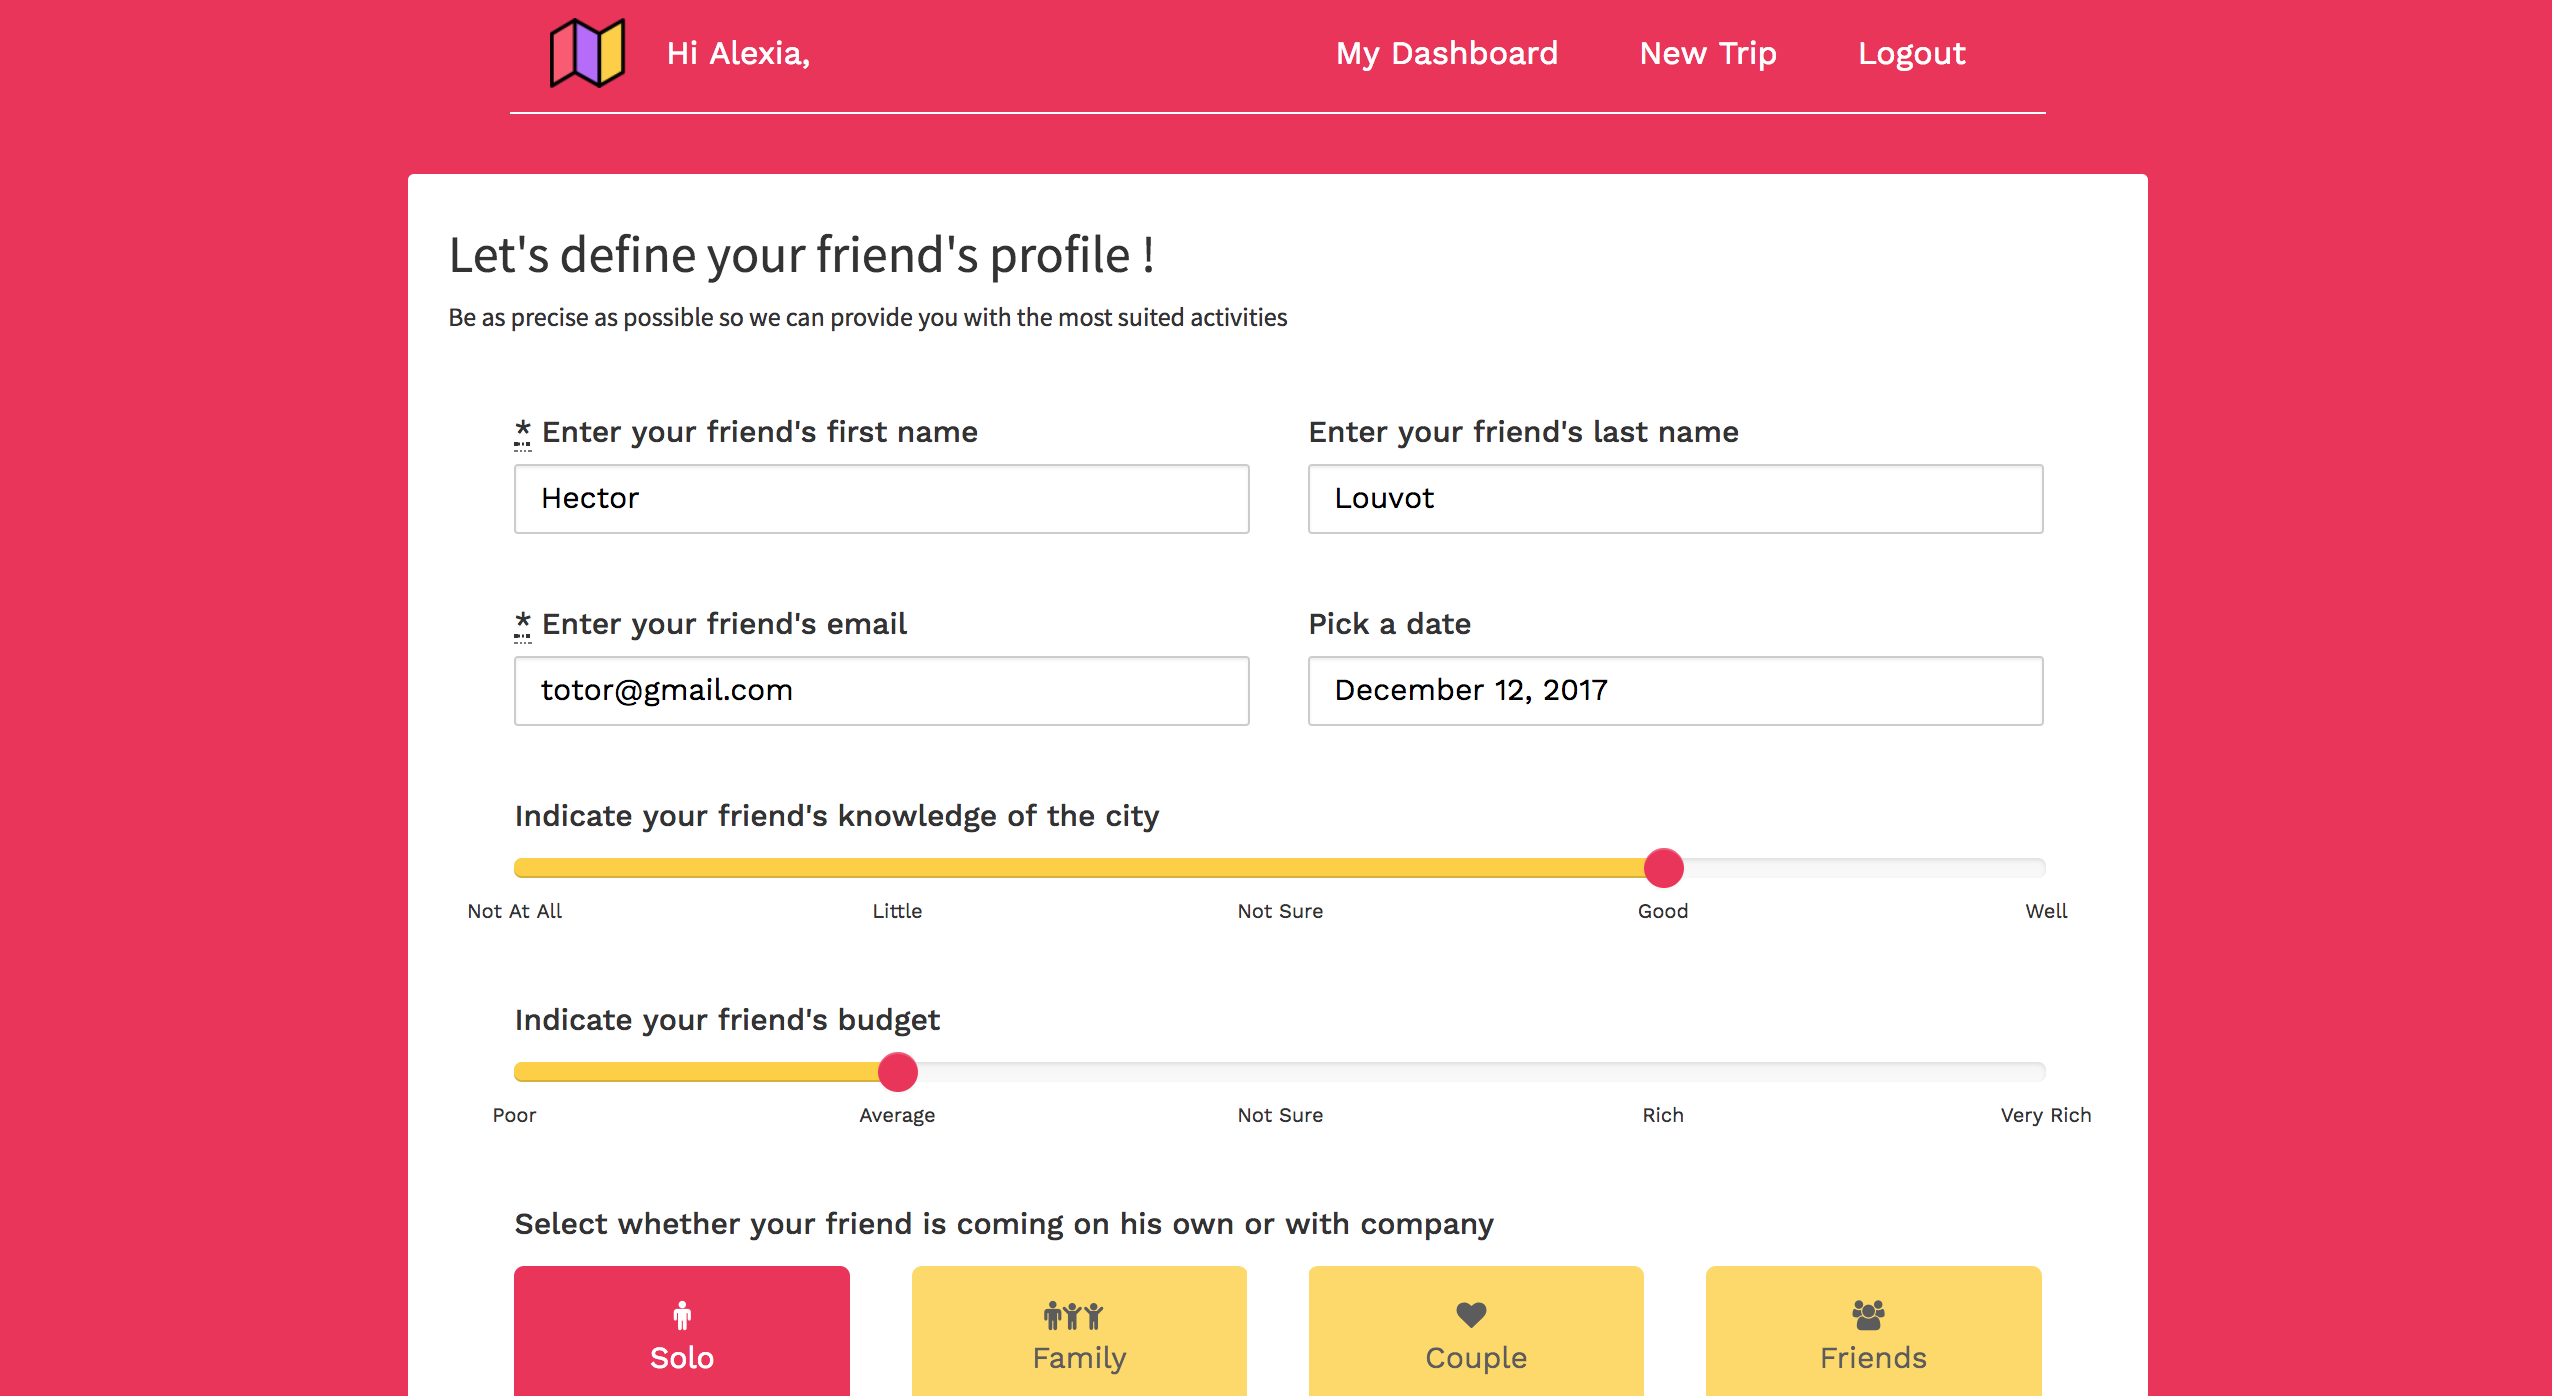 Hi Alexia,
My Dashboard
New Trip
Logout
Let's define your friend's profile !
Be as precise as possible so we can provide you with the most suited activities
* Enter your friend's first name
Enter your friend's last name
Hector
Louvot
* Enter your friend's email
Pick a date
totor@gmail.com
December 12, 2017
Indicate your friend's knowledge of the city
Not At All
Little
Not Sure
Good
Well
Indicate your friend's budget
Poor
Average
Not Sure
Rich
Very Rich
Select whether your friend is coming on his own or with company
Solo
Family
Couple
Friends